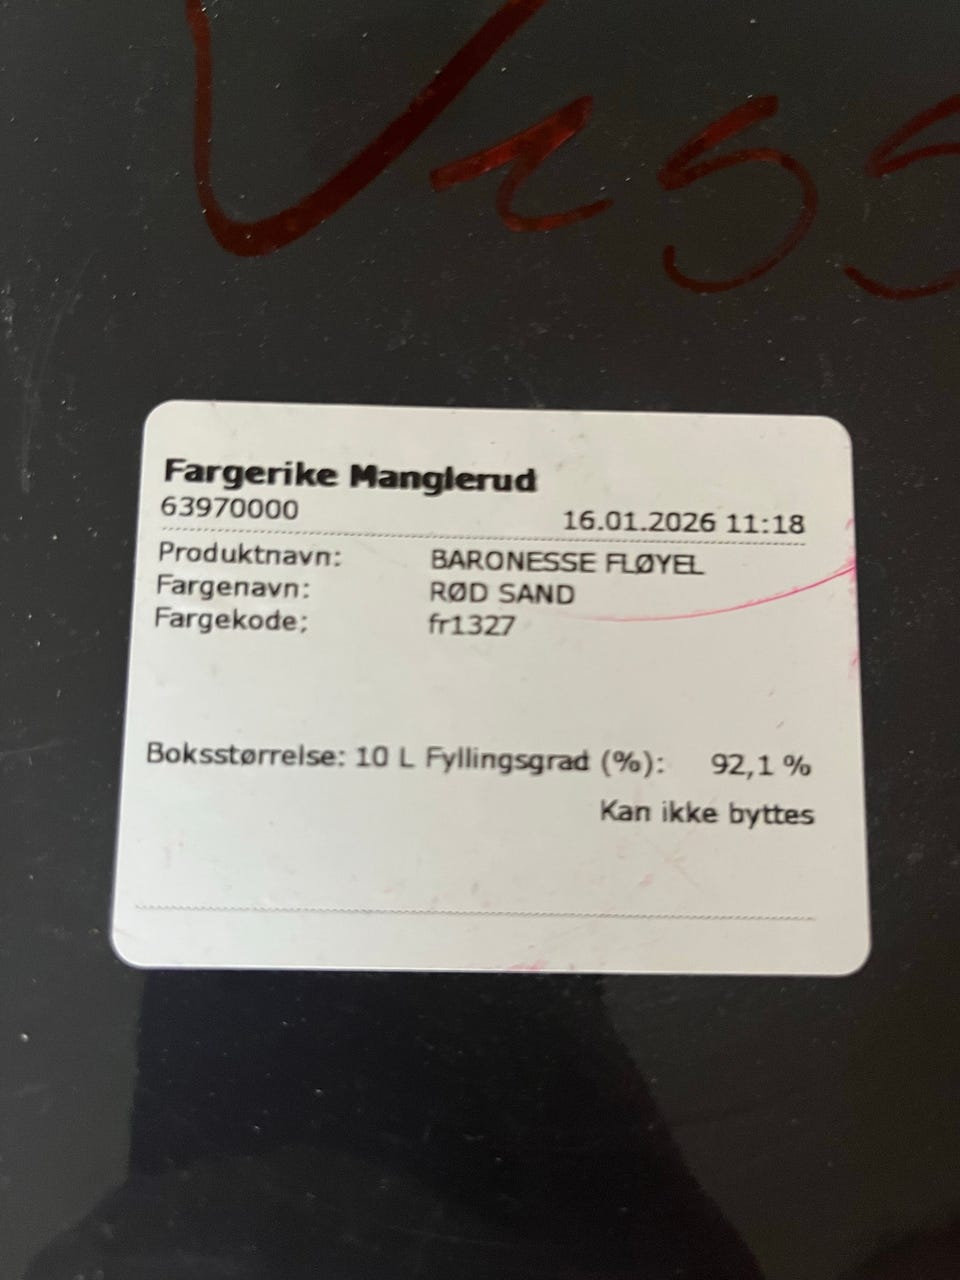 Viss
Fargerike Manglerud
63970000
16.01.2026 11:18
Produktnavn: BARONESSE FLØYEL
Fargenavn: RØD SAND
Fargekode: fr1327
Boksstørrelse: 10 L Fyllingsgrad (%): 92,1 %
Kan ikke byttes